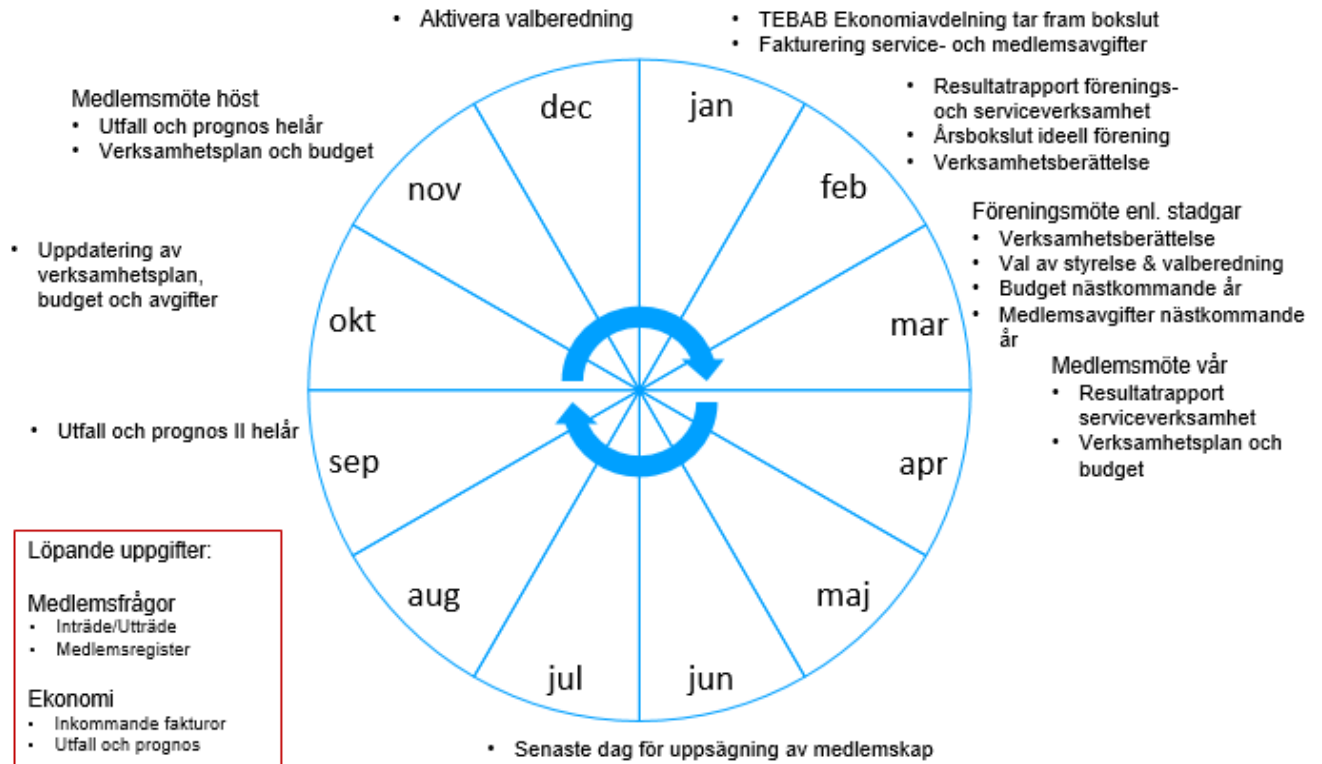 • Aktivera valberedning
• TEBAB Ekonomiavdelning tar fram bokslut
• Fakturering service- och medlemsavgifter
• Resultatrapport förenings-
och serviceverksamhet
• Årsbokslut ideell förening
• Verksamhetsberättelse
Föreningsmöte enl. stadgar
• Verksamhetsberättelse
• Val av styrelse & valberedning
• Budget nästkommande år
• Medlemsavgifter nästkommande
år
Medlemsmöte vår
• Resultatrapport
serviceverksamhet
• Verksamhetsplan och
budget
• Senaste dag för uppsägning av medlemskap
• Utfall och prognos II helår
• Uppdatering av
verksamhetsplan,
budget och avgifter
Medlemsmöte höst
• Utfall och prognos helår
• Verksamhetsplan och budget
jan
feb
mar
apr
maj
jun
jul
aug
sep
okt
nov
dec
Löpande uppgifter:
Medlemsfrågor
• Inträde/Utträde
• Medlemsregister
Ekonomi
• Inkommande fakturor
• Utfall och prognos